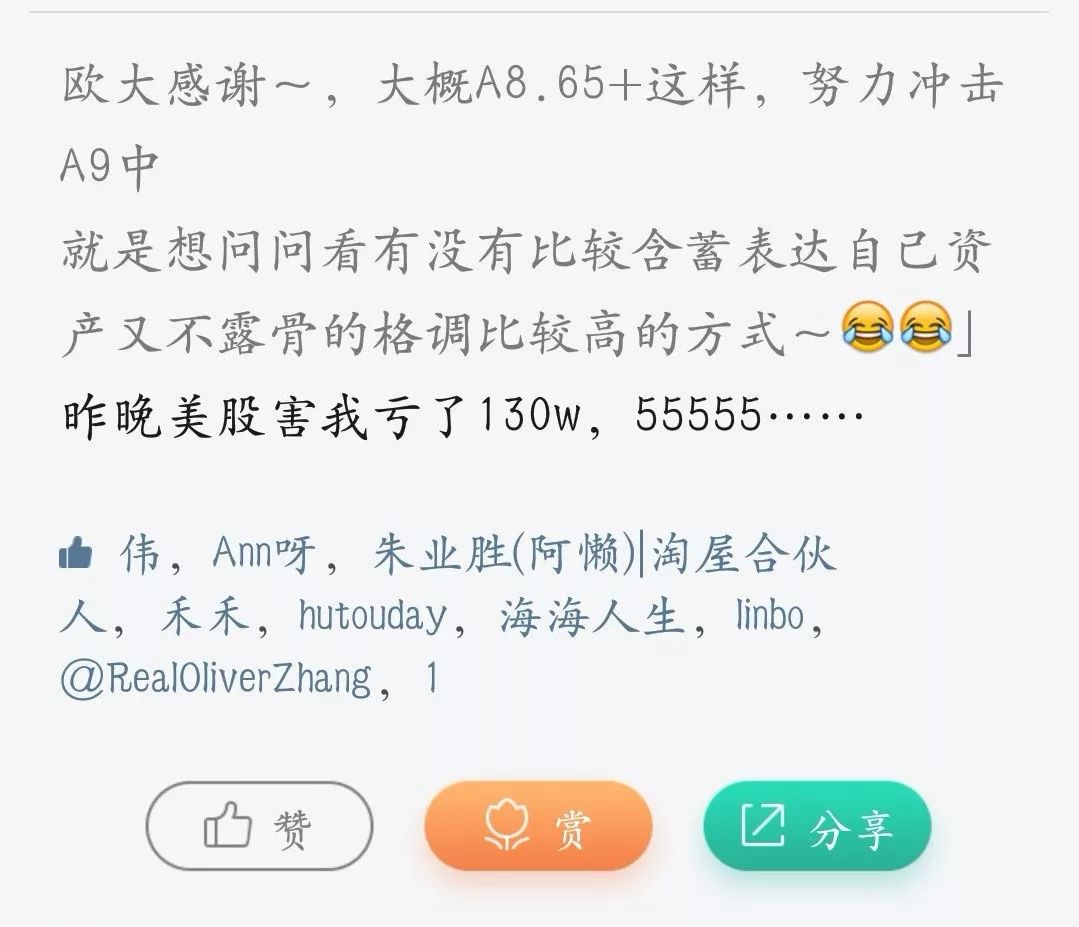 欧大感谢～，大概A8.65+这样，努力冲击
A9中
就是想问问看有没有比较含蓄表达自己资
产又不露骨的格调比较高的方式～😂😂」
昨晚美股害我亏了130w，55555……
伟，Ann呀，朱业胜(阿懒)|淘屋合伙
人，禾禾，hutouday，海海人生，linbo，
@RealOliverZhang，1
赞
赏
分享